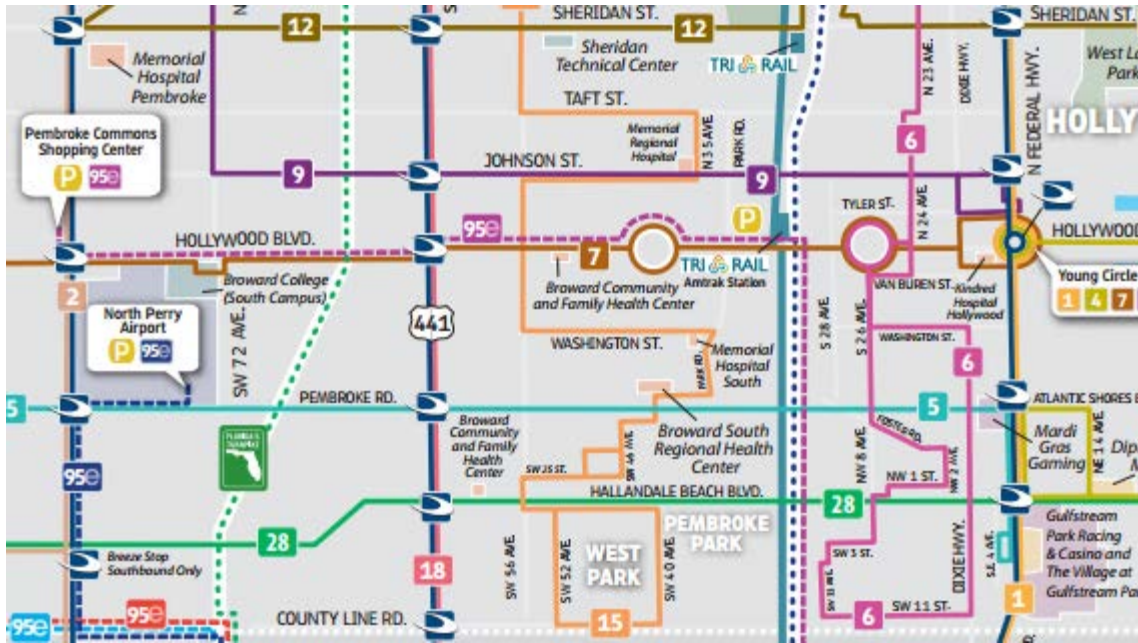 SHERIDAN ST.
SHERIDAN ST.
12
12
Memorial
Hospital
Pembroke
Sheridan
Technical Center
TRI RAIL
N 23 AVE.
DIXIE HWY.
N FEDERAL HWY.
West L
Park
HOLLY
TAFT ST.
Memorial
Regional
Hospital
N 35 AVE.
PARK RD.
6
Pembroke Commons
Shopping Center
P 95e
JOHNSON ST.
9
9
TYLER ST.
N 24 AVE.
95e
P
HOLLYWOOD BLVD.
HOLLYWOOD
7
TRI RAIL
Amtrak Station
Broward Community
and Family Health Center
Broward College
(South Campus)
VAN BUREN ST.
Kindred
Hospital
Hollywood
Young Circle
1 4 7
2
North Perry
Airport
P 95e
SW 72 AVE.
441
S 28 AVE.
S 26 AVE.
WASHINGTON ST.
WASHINGTON ST.
PARK RD.
Memorial
Hospital
South
6
5
PEMBROKE RD.
5
ATLANTIC SHORES B
Broward
Community
and Family
Health
Center
Broward South
Regional Health
Center
SW 25 ST.
SW 44 AVE.
FOSTER RD.
NW 8 AVE.
NW 1 ST.
NW 2 AVE.
Mardi
Gras
Gaming
NE 14 AVE.
Dip
95e
HALLANDALE BEACH BLVD.
28
28
PEMBROKE
PARK
WEST
PARK
SW 56 AVE.
SW 52 AVE.
SW 40 AVE.
SW 3 ST.
DIXIE HWY.
S.E 4 AVE.
Gulfstream
Park Racing
& Casino and
The Village at
Gulfstream Par
Breeze Stop
Southbound Only
18
15
6
SW 11 ST.
1
95e
95e
COUNTY LINE RD.